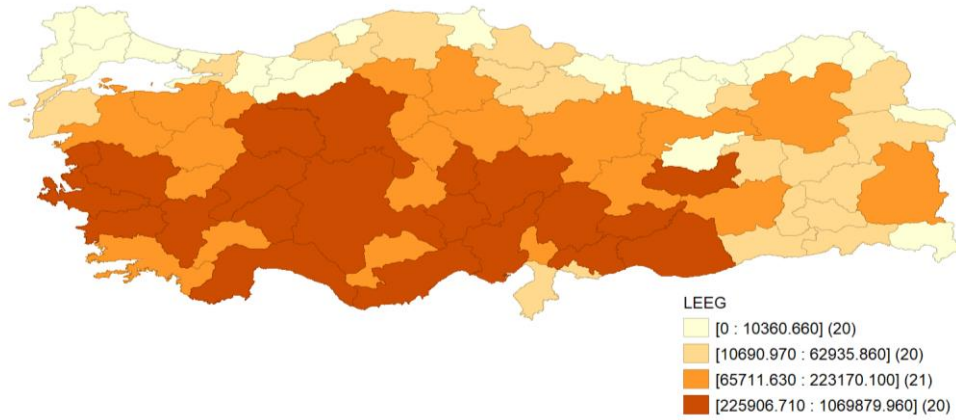 LEEG
[0 : 10360.660] (20)
[10690.970 : 62935.860] (20)
[65711.630 : 223170.100] (21)
[225906.710 : 1069879.960] (20)